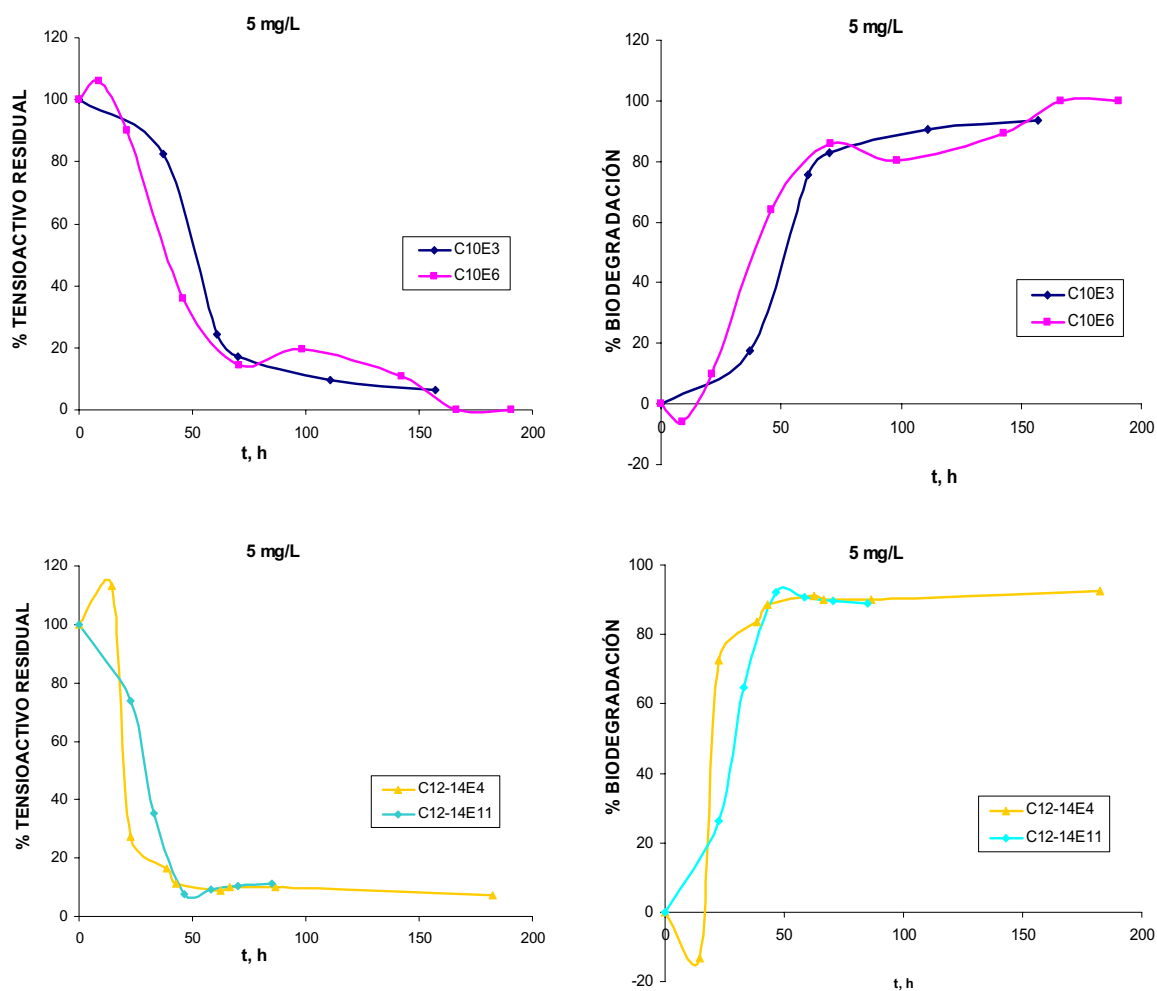 5 mg/L
120
100
80
60
40
20
0
0 50 100 150 200
t, h
% TENSIOACTIVO RESIDUAL
C10E3
C10E6
5 mg/L
120
100
80
60
40
20
0
-20
0 50 100 150 200
t, h
% BIODEGRADACIÓN
C10E3
C10E6
5 mg/L
120
100
80
60
40
20
0
0 50 100 150 200
t, h
% TENSIOACTIVO RESIDUAL
C12-14E4
C12-14E11
5 mg/L
100
80
60
40
20
0
-20
0 50 100 150 200
t, h
% BIODEGRADACIÓN
C12-14E4
C12-14E11